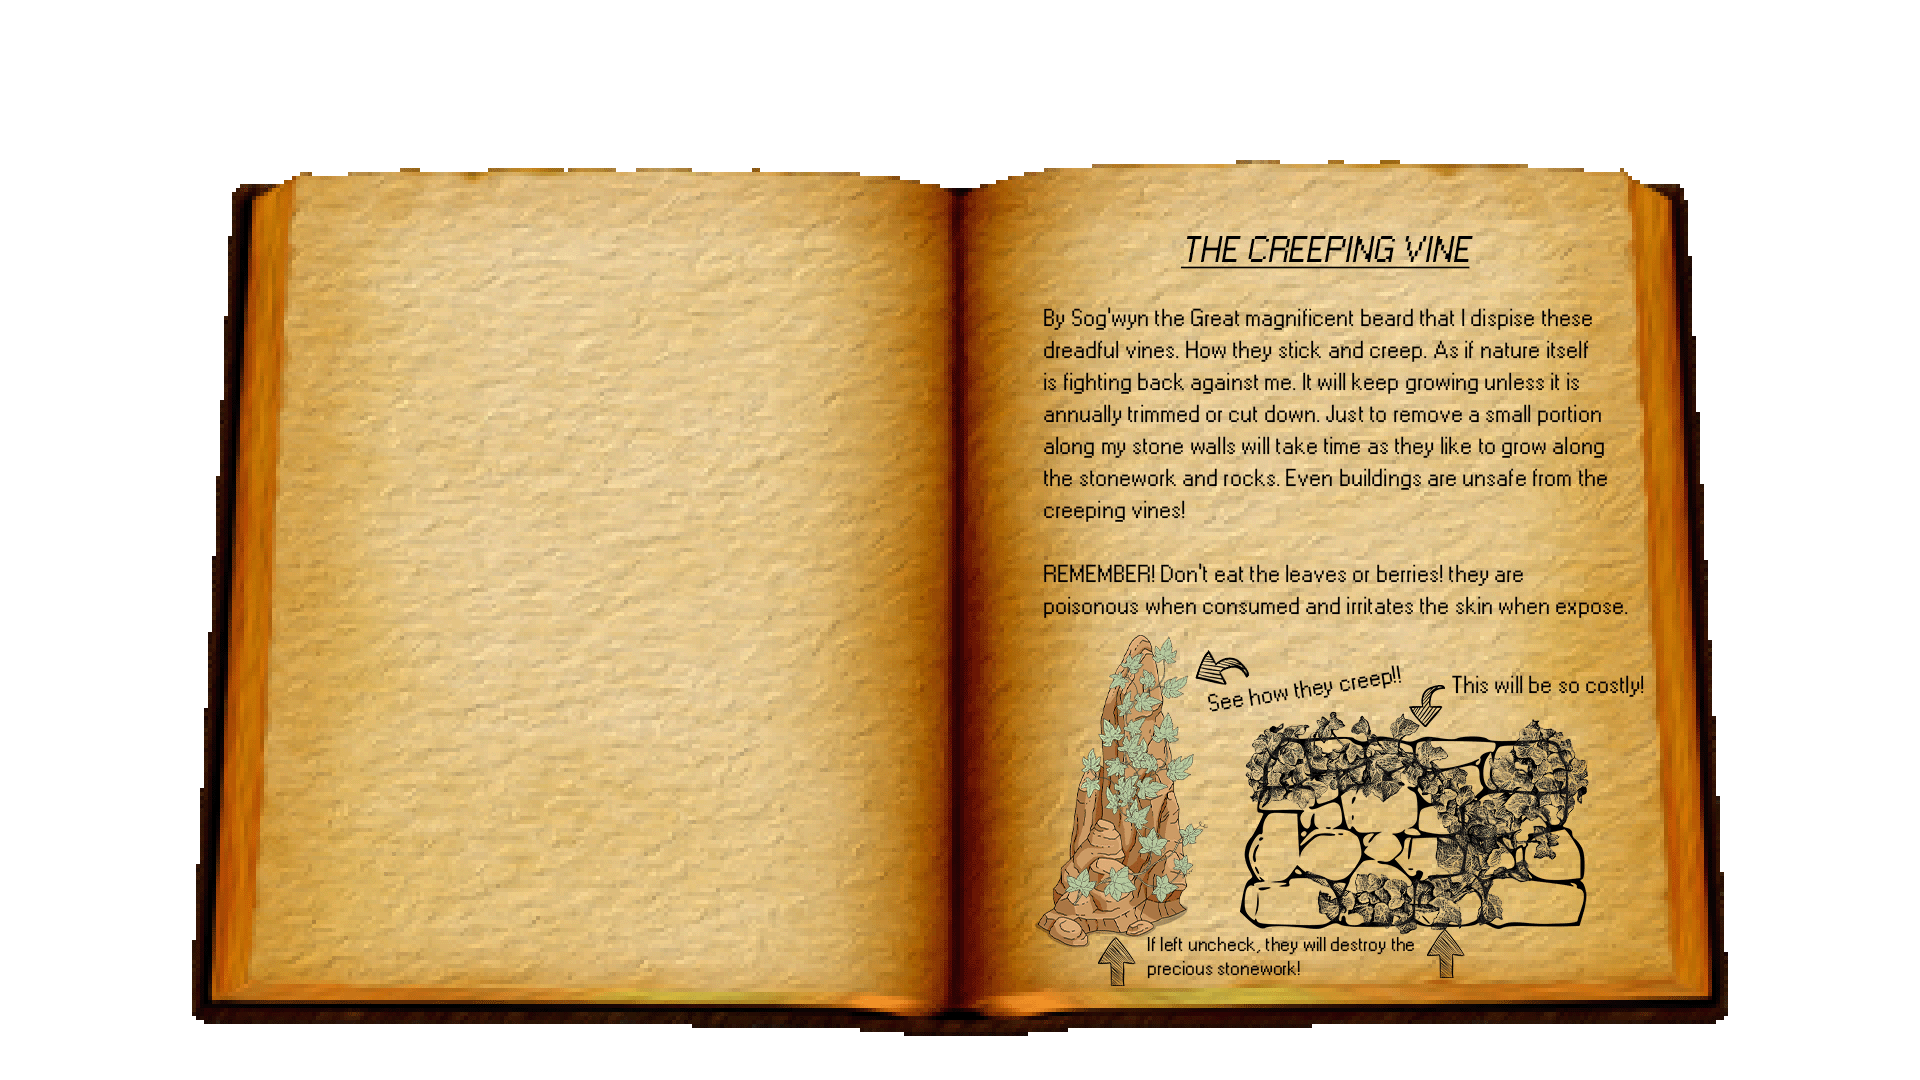 THE CREEPING VINE
By Sog'wyn the Great magnificent beard that I dispise these
dreadful vines. How they stick and creep. As if nature itself
is fighting back against me. It will keep growing unless it is
annually trimmed or cut down. Just to remove a small portion
along my stone walls will take time as they like to grow along
the stonework and rocks. Even buildings are unsafe from the
creeping vines!
REMEMBER! Don't eat the leaves or berries! they are
poisonous when consumed and irritates the skin when expose.
See how they creep!!
This will be so costly!
If left uncheck, they will destroy the
precious stonework!